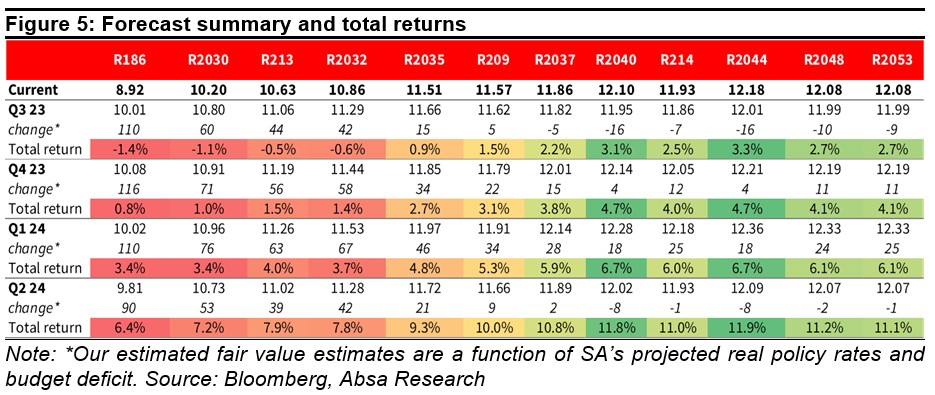 Figure 5: Forecast summary and total returns
R186 R2030 R213 R2032 R2035 R209 R2037 R2040 R214 R2044 R2048 R2053
Current 8.92 10.20 10.63 10.86 11.51 11.57 11.86 12.10 11.93 12.18 12.08 12.08
Q3 23 10.01 10.80 11.06 11.29 11.66 11.62 11.82 11.95 11.86 12.01 11.99 11.99
change* 110 60 44 42 15 5 -5 -16 -7 -16 -10 -9
Total return -1.4% -1.1% -0.5% -0.6% 0.9% 1.5% 2.2% 3.1% 2.5% 3.3% 2.7% 2.7%
Q4 23 10.08 10.91 11.19 11.44 11.85 11.79 12.01 12.14 12.05 12.21 12.19 12.19
change* 116 71 56 58 34 22 15 4 12 4 11 11
Total return 0.8% 1.0% 1.5% 1.4% 2.7% 3.1% 3.8% 4.7% 4.0% 4.7% 4.1% 4.1%
Q1 24 10.02 10.96 11.26 11.53 11.97 11.91 12.14 12.28 12.18 12.36 12.33 12.33
change* 110 76 63 67 46 34 28 18 25 18 24 25
Total return 3.4% 3.4% 4.0% 3.7% 4.8% 5.3% 5.9% 6.7% 6.0% 6.7% 6.1% 6.1%
Q2 24 9.81 10.73 11.02 11.28 11.72 11.66 11.89 12.02 11.93 12.09 12.07 12.07
change* 90 53 39 42 21 9 2 -8 -1 -8 -2 -1
Total return 6.4% 7.2% 7.9% 7.8% 9.3% 10.0% 10.8% 11.8% 11.0% 11.9% 11.2% 11.1%
Note: *Our estimated fair value estimates are a function of SA's projected real policy rates and
budget deficit. Source: Bloomberg, Absa Research